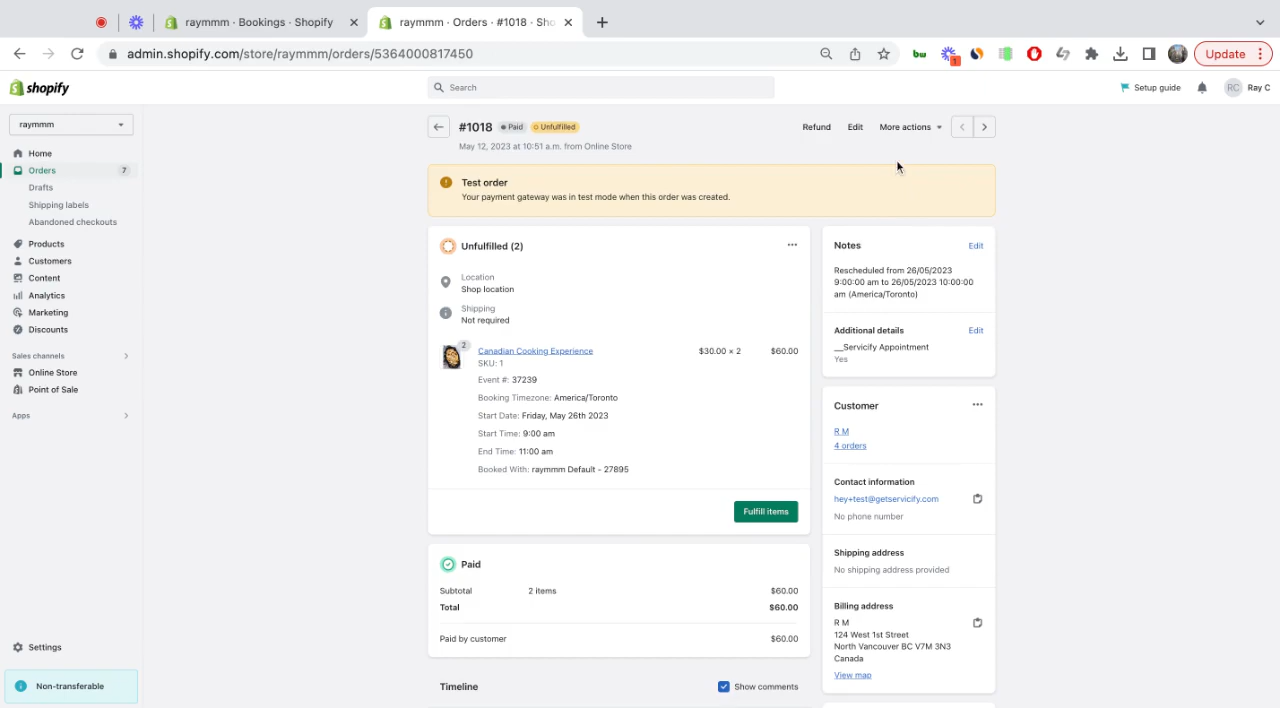 raymmm · Bookings · Shopify
raymmm · Orders · #1018 · Sho
admin.shopify.com/store/raymmm/orders/5364000817450
bw
1
Update
shopify
Search
Setup guide
RC
Ray C
raymmm
Home
Orders 7
Drafts
Shipping labels
Abandoned checkouts
Products
Customers
Content
Analytics
Marketing
Discounts
Sales channels
Online Store
Point of Sale
Apps
Settings
Non-transferable
#1018 Paid Unfulfilled
May 12, 2023 at 10:51 a.m. from Online Store
Refund Edit More actions
Test order
Your payment gateway was in test mode when this order was created.
Unfulfilled (2)
Location
Shop location
Shipping
Not required
2
Canadian Cooking Experience $30.00 × 2 $60.00
SKU: 1
Event #: 37239
Booking Timezone: America/Toronto
Start Date: Friday, May 26th 2023
Start Time: 9:00 am
End Time: 11:00 am
Booked With: raymmm Default - 27895
Fulfill items
Paid
Subtotal 2 items $60.00
Total $60.00
Paid by customer $60.00
Timeline
Show comments
Notes Edit
Rescheduled from 26/05/2023
9:00:00 am to 26/05/2023 10:00:00
am (America/Toronto)
Additional details Edit
__Servicify Appointment
Yes
Customer
R M
4 orders
Contact information
hey+test@getservicify.com
No phone number
Shipping address
No shipping address provided
Billing address
R M
124 West 1st Street
North Vancouver BC V7M 3N3
Canada
View map